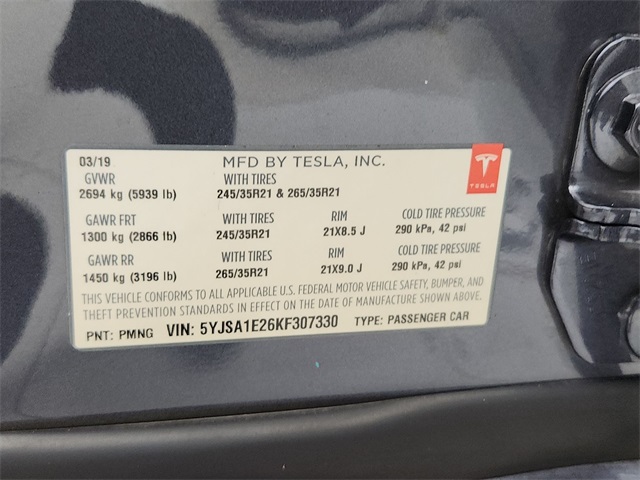 03/19 MFD BY TESLA, INC.
GVWR WITH TIRES
2694 kg (5939 lb) 245/35R21 & 265/35R21
TESLA
GAWR FRT WITH TIRES RIM COLD TIRE PRESSURE
1300 kg (2866 lb) 245/35R21 21X8.5 J 290 kPa, 42 psi
GAWR RR WITH TIRES RIM COLD TIRE PRESSURE
1450 kg (3196 lb) 265/35R21 21X9.0 J 290 kPa, 42 psi
THIS VEHICLE CONFORMS TO ALL APPLICABLE U.S. FEDERAL MOTOR VEHICLE SAFETY, BUMPER, AND
THEFT PREVENTION STANDARDS IN EFFECT ON THE DATE OF MANUFACTURE SHOWN ABOVE.
PNT: PMNG VIN: 5YJSA1E26KF307330 TYPE: PASSENGER CAR